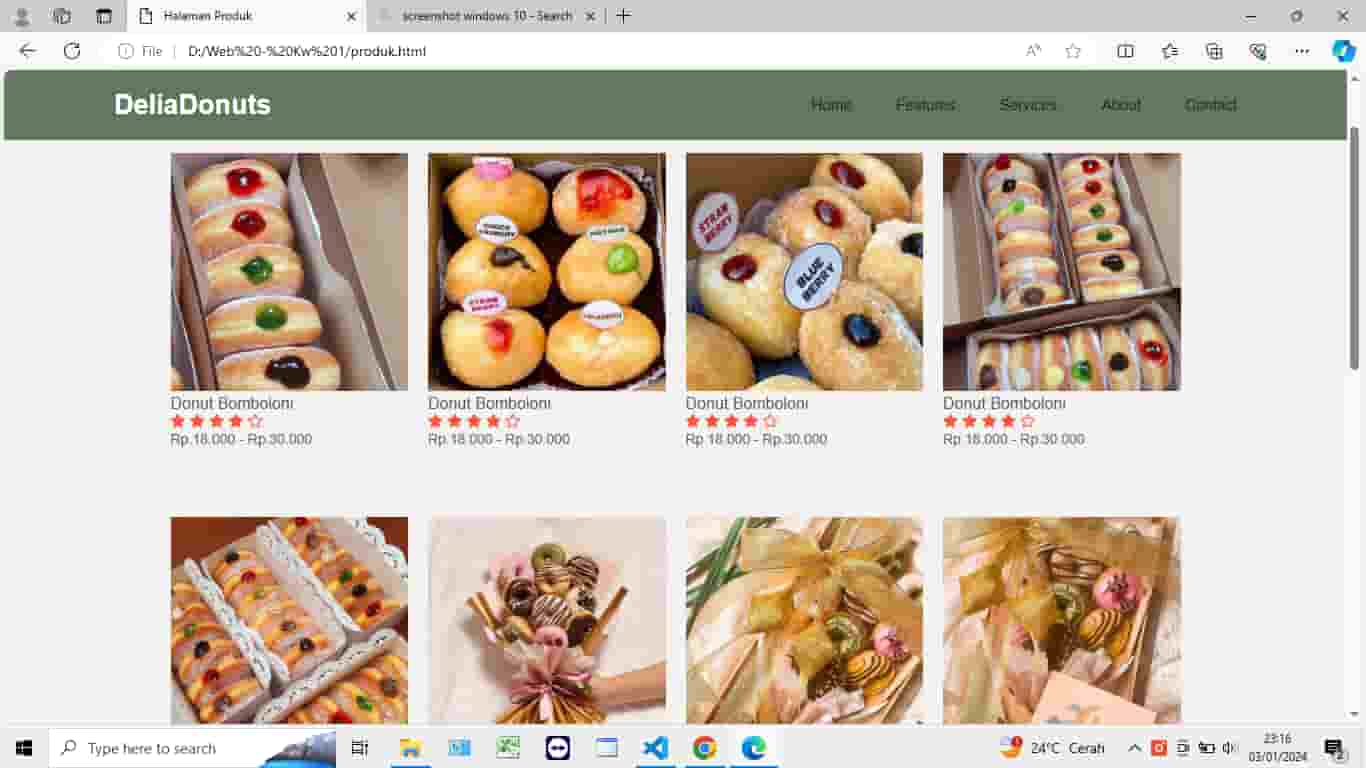 Halaman Produk
screenshot windows 10 - Search
File
D:/Web%20-%20Kw%201/produk.html
DeliaDonuts
Home Features Services About Contact
STRAW BERRY
BLUE BERRY
STRAW BERRY
Donut Bomboloni Donut Bomboloni Donut Bomboloni Donut Bomboloni
Rp.18.000 - Rp.30.000 Rp.18.000 - Rp.30.000 Rp.18.000 - Rp.30.000 Rp.18.000 - Rp.30.000
Type here to search
24°C Cerah
23:16
03/01/2024
2